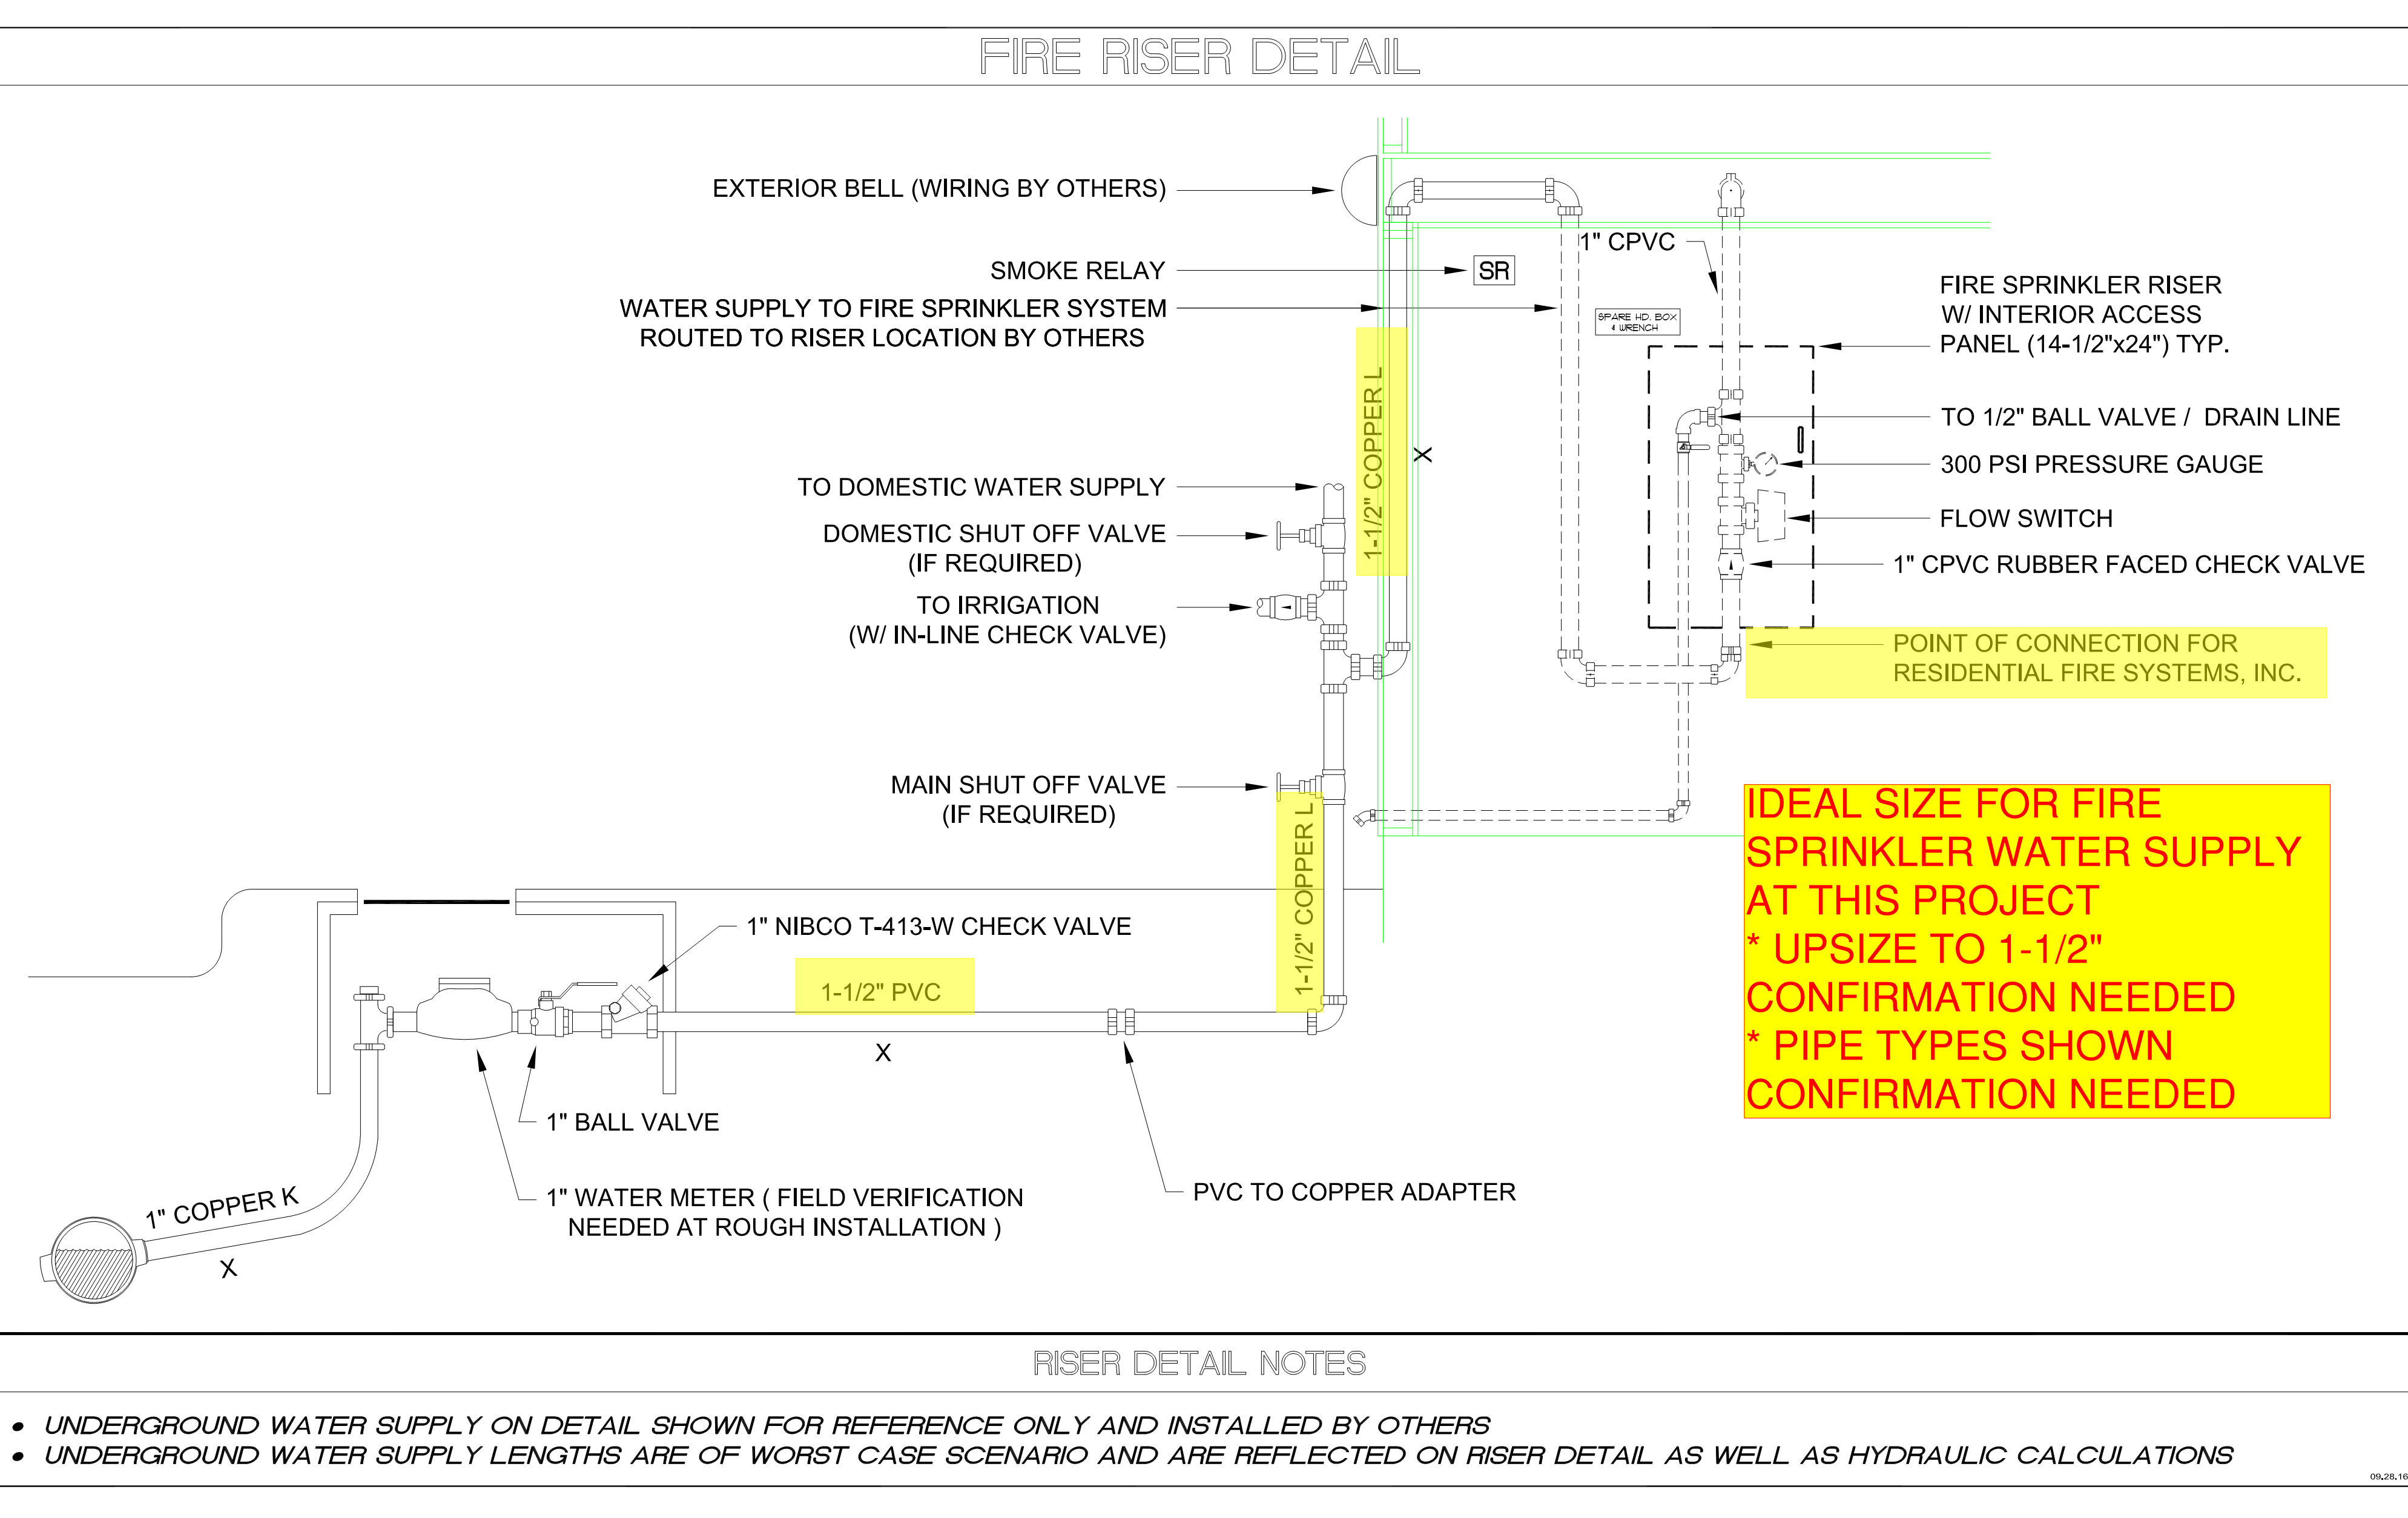 FIRE RISER DETAIL
EXTERIOR BELL (WIRING BY OTHERS)
SMOKE RELAY
SR
WATER SUPPLY TO FIRE SPRINKLER SYSTEM
ROUTED TO RISER LOCATION BY OTHERS
1" CPVC
SPARE HD. BOX
& WRENCH
FIRE SPRINKLER RISER
W/ INTERIOR ACCESS
PANEL (14-1/2"x24") TYP.
TO 1/2" BALL VALVE / DRAIN LINE
300 PSI PRESSURE GAUGE
FLOW SWITCH
1" CPVC RUBBER FACED CHECK VALVE
POINT OF CONNECTION FOR
RESIDENTIAL FIRE SYSTEMS, INC.
1-1/2" COPPER L
X
TO DOMESTIC WATER SUPPLY
DOMESTIC SHUT OFF VALVE
(IF REQUIRED)
TO IRRIGATION
(W/ IN-LINE CHECK VALVE)
MAIN SHUT OFF VALVE
(IF REQUIRED)
1-1/2" COPPER L
IDEAL SIZE FOR FIRE
SPRINKLER WATER SUPPLY
AT THIS PROJECT
* UPSIZE TO 1-1/2"
CONFIRMATION NEEDED
* PIPE TYPES SHOWN
CONFIRMATION NEEDED
1" NIBCO T-413-W CHECK VALVE
1-1/2" PVC
X
1" BALL VALVE
1" WATER METER ( FIELD VERIFICATION
NEEDED AT ROUGH INSTALLATION )
PVC TO COPPER ADAPTER
1" COPPER K
X
RISER DETAIL NOTES
• UNDERGROUND WATER SUPPLY ON DETAIL SHOWN FOR REFERENCE ONLY AND INSTALLED BY OTHERS
• UNDERGROUND WATER SUPPLY LENGTHS ARE OF WORST CASE SCENARIO AND ARE REFLECTED ON RISER DETAIL AS WELL AS HYDRAULIC CALCULATIONS
09.28.16